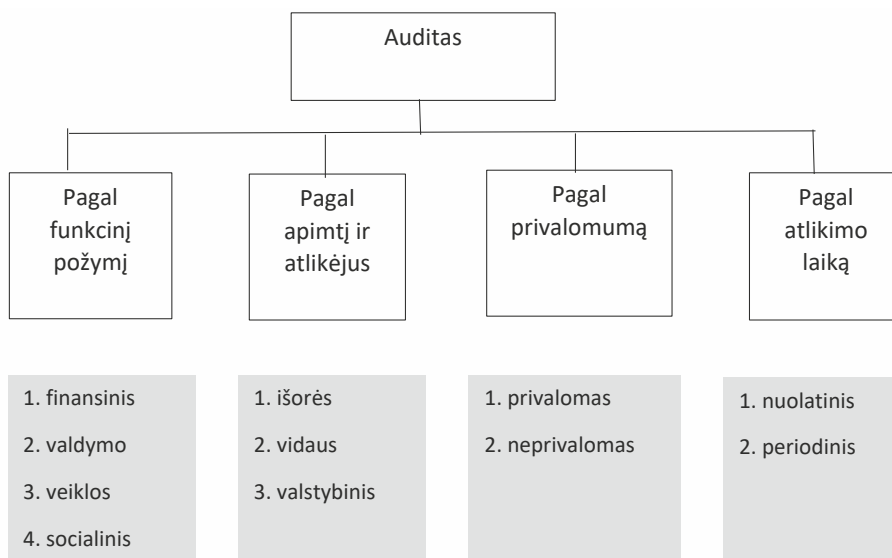 Auditas
Pagal
funkcinį
požymį
Pagal
apimtį ir
atlikėjus
Pagal
privalomumą
Pagal
atlikimo
laiką
1. finansinis
2. valdymo
3. veiklos
4. socialinis
1. išorės
2. vidaus
3. valstybinis
1. privalomas
2. neprivalomas
1. nuolatinis
2. periodinis